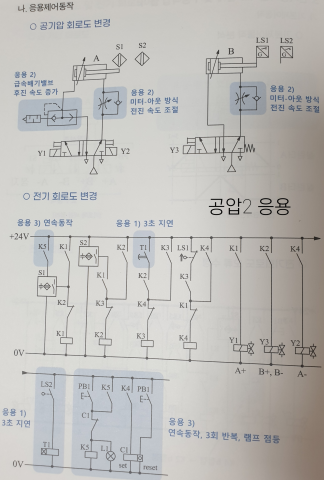 나. 응용제어동작
○ 공기압 회로도 변경
응용 2)
급속배기밸브
후진 속도 증가
A
S1
S2
응용 2)
미터-아웃 방식
전진 속도 조절
B
LS1
LS2
응용 2)
미터-아웃 방식
전진 속도 조절
Y1
Y2
Y3
○ 전기 회로도 변경
공압2 응용
응용 3) 연속동작
응용 1) 3초 지연
+24V
K5
K1
S2
K2
T1
K3
LS1
K4
K1
K2
K4
S1
K1
K2
K3
K2
K3
K4
K1
K1
K2
K3
K4
Y1
Y3
Y2
0V
A+
B+, B-
A-
응용 1)
3초 지연
LS2
PB1
K5
K4
PB1
C1
응용 3)
연속동작, 3회 반복, 램프 점등
T1
K5
L1
C1
set
reset
0V